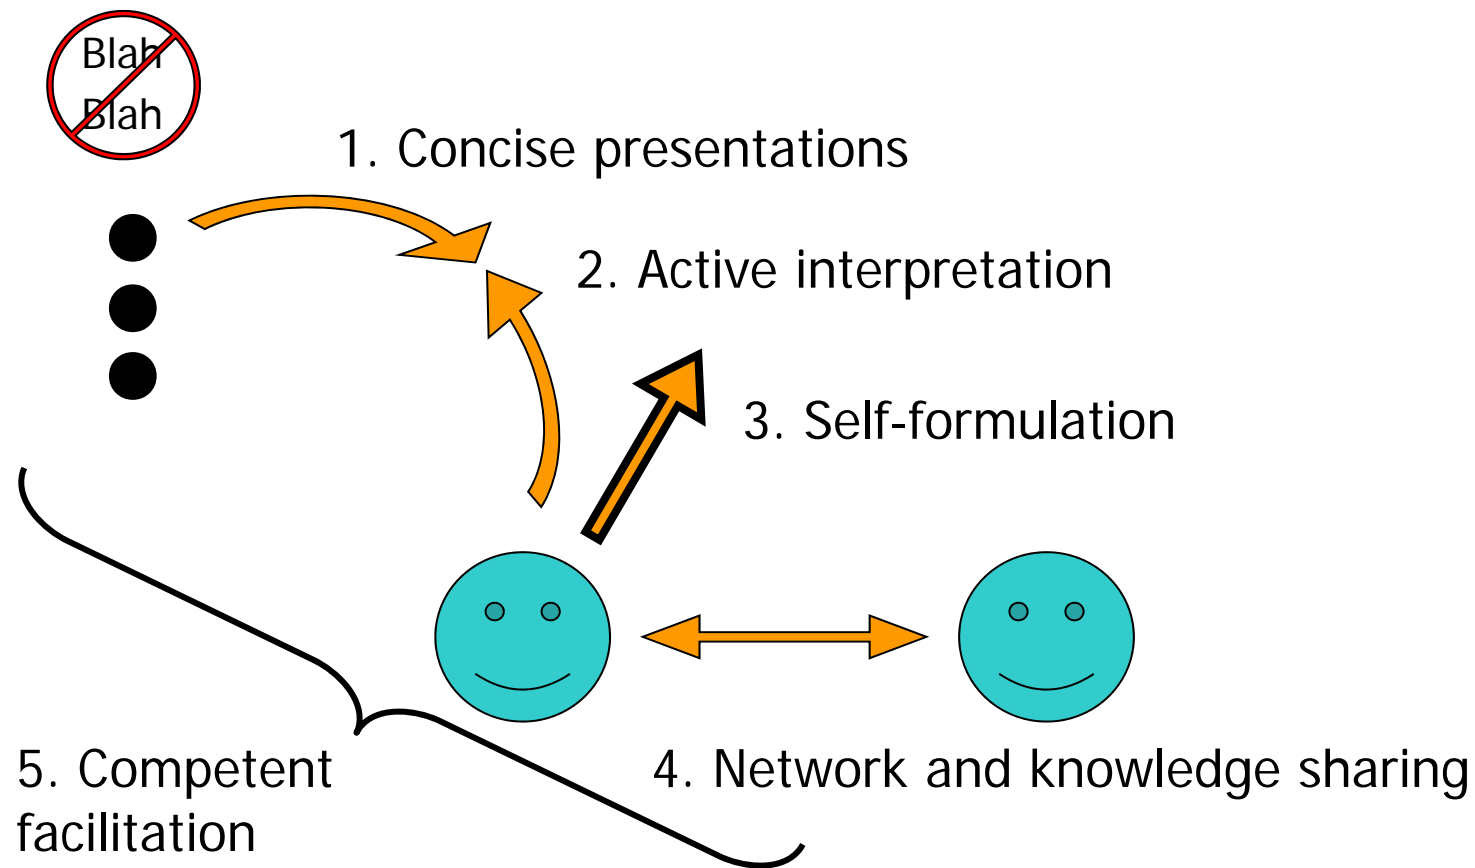 Blah
Blah
1. Concise presentations
2. Active interpretation
3. Self-formulation
5. Competent
facilitation
4. Network and knowledge sharing